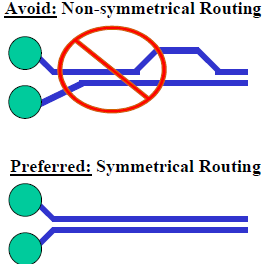 Avoid: Non-symmetrical Routing
Preferred: Symmetrical Routing